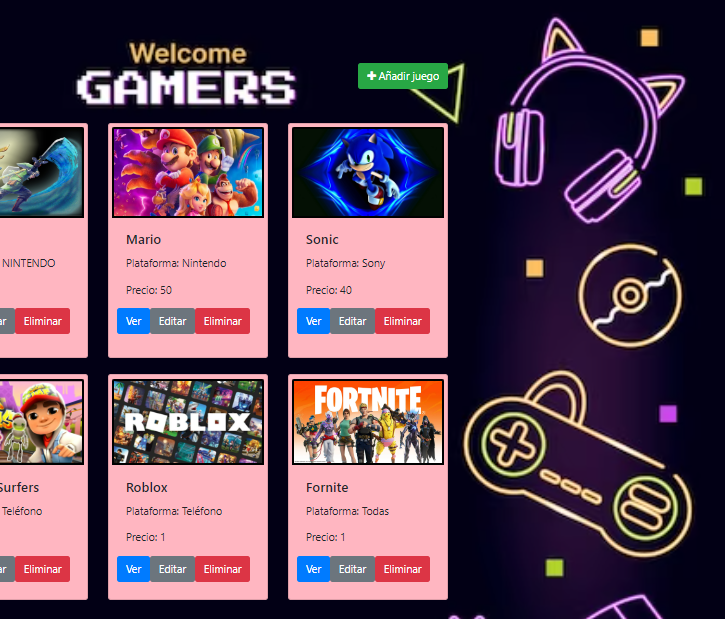 Welcome
GAMERS
Añadir juego
NINTENDO
Mario
Plataforma: Nintendo
Precio: 50
Sonic
Plataforma: Sony
Precio: 40
ar Eliminar
Ver Editar Eliminar
Ver Editar Eliminar
ROBLOX
FORTNITE
Surfers
Teléfono
Roblox
Plataforma: Teléfono
Precio: 1
Fornite
Plataforma: Todas
Precio: 1
ar Eliminar
Ver Editar Eliminar
Ver Editar Eliminar